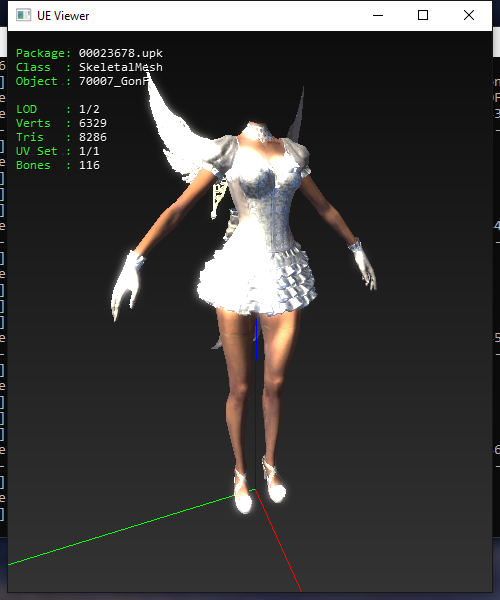 UE Viewer
Package: 00023678.upk
Class : SkeletalMesh
Object : 70007_GonF
LOD : 1/2
Verts : 6329
Tris : 8286
UV Set : 1/1
Bones : 116